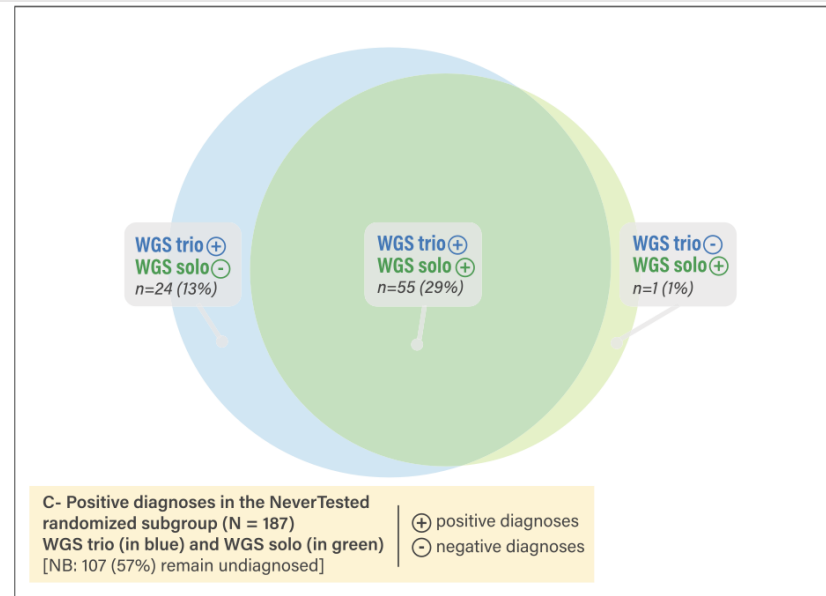 WGS trio +
WGS solo -
n=24 (13%)
WGS trio +
WGS solo +
n=55 (29%)
WGS trio -
WGS solo +
n=1 (1%)
C- Positive diagnoses in the NeverTested
randomized subgroup (N = 187)
WGS trio (in blue) and WGS solo (in green)
[NB: 107 (57%) remain undiagnosed]
+ positive diagnoses
- negative diagnoses